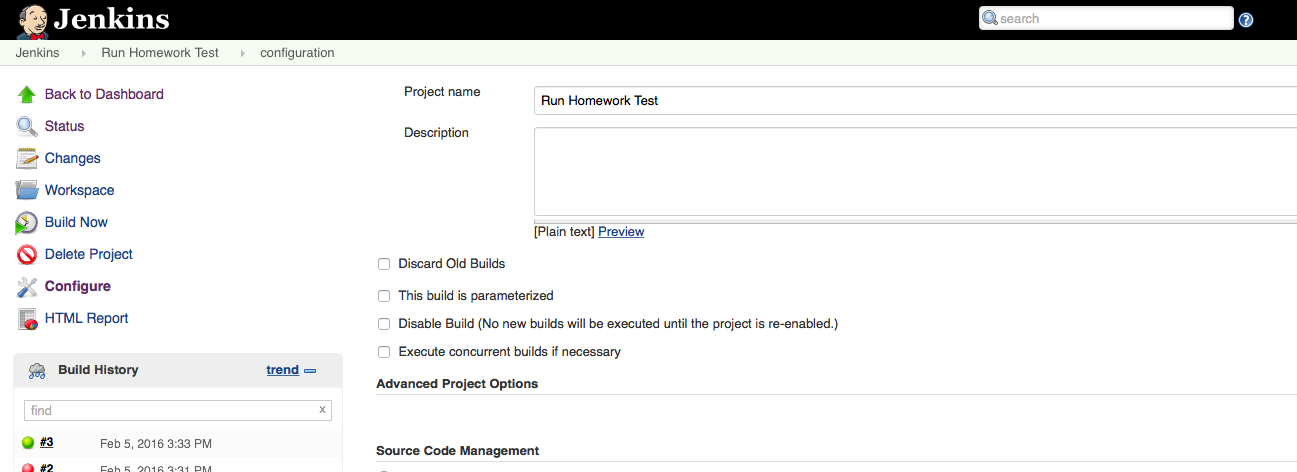 Jenkins
search
?
Jenkins Run Homework Test configuration
Back to Dashboard
Status
Changes
Workspace
Build Now
Delete Project
Configure
HTML Report
Build History trend
find x
#3 Feb 5, 2016 3:33 PM
#2 Feb 5, 2016 3:31 PM
Project name Run Homework Test
Description
[Plain text] Preview
Discard Old Builds
This build is parameterized
Disable Build (No new builds will be executed until the project is re-enabled.)
Execute concurrent builds if necessary
Advanced Project Options
Source Code Management